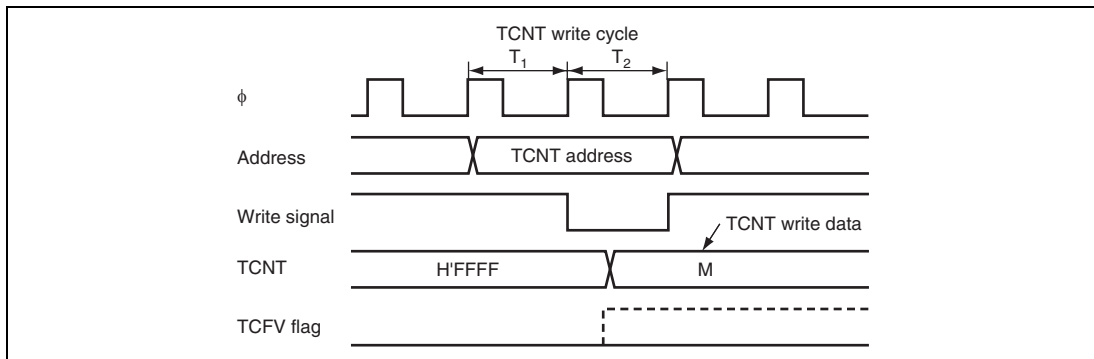 TCNT write cycle
T1 T2
ϕ
Address
TCNT address
Write signal
TCNT write data
TCNT
H'FFFF
M
TCFV flag